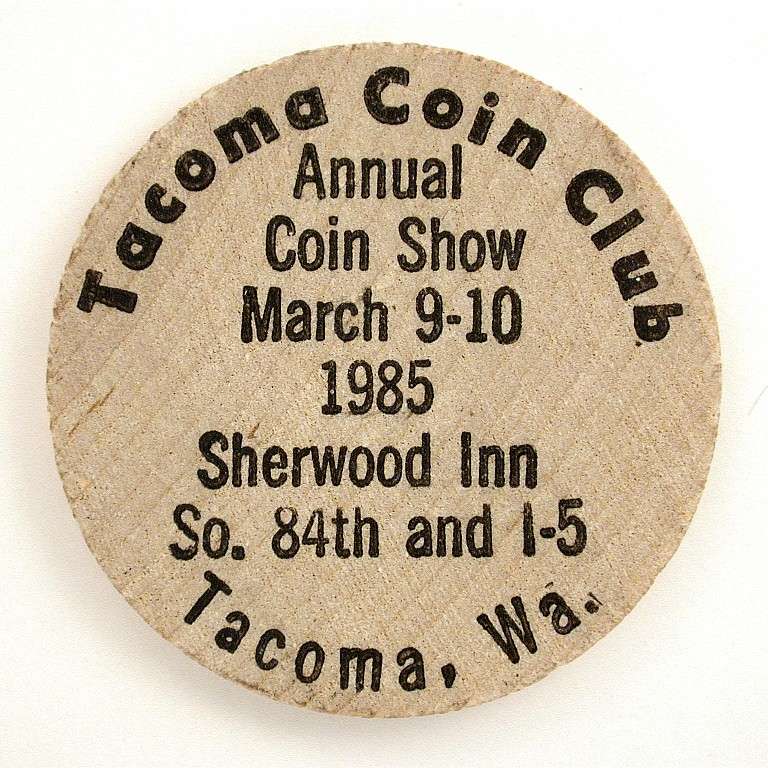 Tacoma Coin Club
Annual
Coin Show
March 9-10
1985
Sherwood Inn
So. 84th and I-5
Tacoma, Wa.